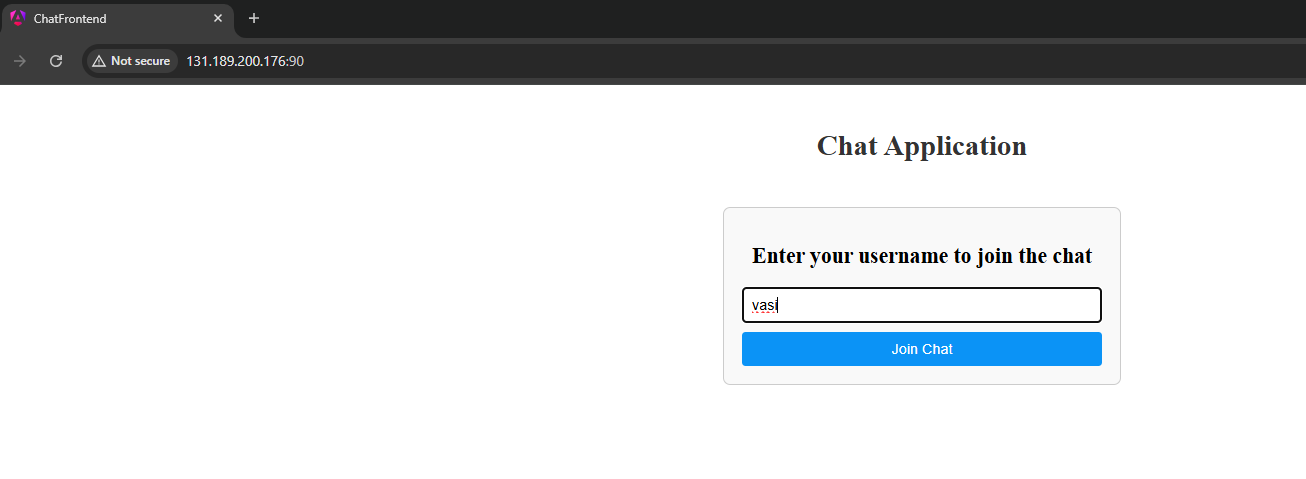 ChatFrontend
Not secure 131.189.200.176:90
Chat Application
Enter your username to join the chat
vasi
Join Chat